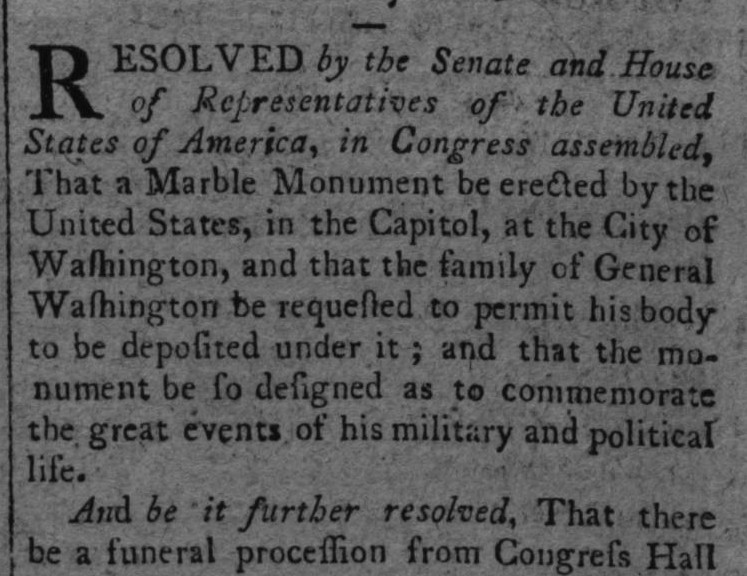 RESOLVED by the Senate and House
of Representatives of the United
States of America, in Congress assembled,
That a Marble Monument be erected by the
United States, in the Capitol, at the City of
Waſhington, and that the family of General
Waſhington be requeſted to permit his body
to be depoſited under it ; and that the mo-
nument be ſo deſigned as to commemorate
the great events of his military and political
life.
And be it further resolved, That there
be a funeral proceſſion from Congreſs Hall